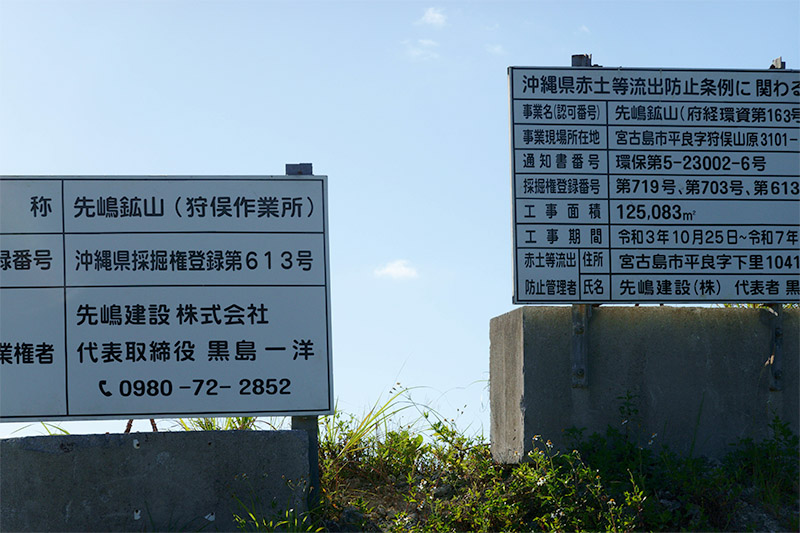 称 先嶋鉱山(狩俣作業所)
録番号 沖縄県採掘権登録第613号
業権者 先嶋建設 株式会社
代表取締役 黒島 一洋
0980-72-2852
沖縄県赤土等流出防止条例に 関わる
事業名(認可番号) 先嶋鉱山(府経環資第163号
事業現場所在地 宮古島市平良字狩俣山原3101-
通知書番号 環保第5-23002-6号
採掘権登録番号 第719号、第703号、第613
工事面積 125,083㎡
工事期間 令和3年10月25日~令和7年
赤土等流出 住所 宮古島市平良字下里1041
防止管理者 氏名 先嶋建設(株) 代表者 黒